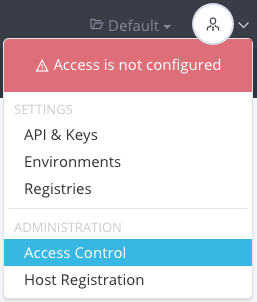 Default
Access is not configured
SETTINGS
API & Keys
Environments
Registries
ADMINISTRATION
Access Control
Host Registration